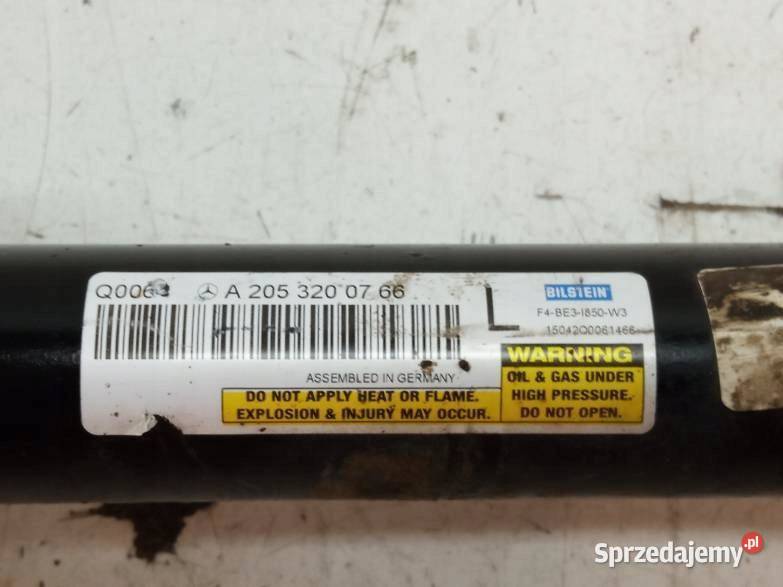 A 205 320 07 66
L
BILSTEIN
F4-BE3-I850-W3
15042Q0061466
ASSEMBLED IN GERMANY
DO NOT APPLY HEAT OR FLAME.
EXPLOSION & INJURY MAY OCCUR.
WARNING
OIL & GAS UNDER
HIGH PRESSURE.
DO NOT OPEN.
Sprzedajemy.pl